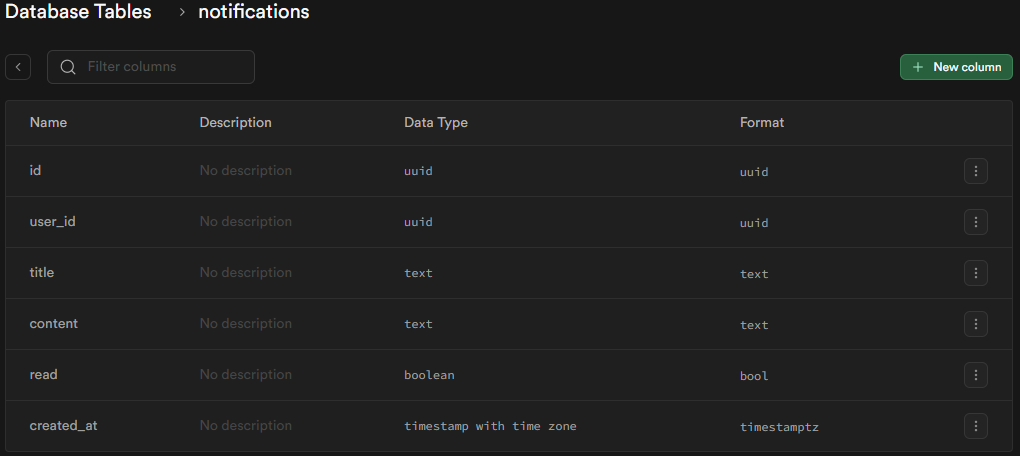 Database Tables > notifications
Filter columns
New column
Name Description Data Type Format
id No description uuid uuid
user_id No description uuid uuid
title No description text text
content No description text text
read No description boolean bool
created_at No description timestamp with time zone timestamptz